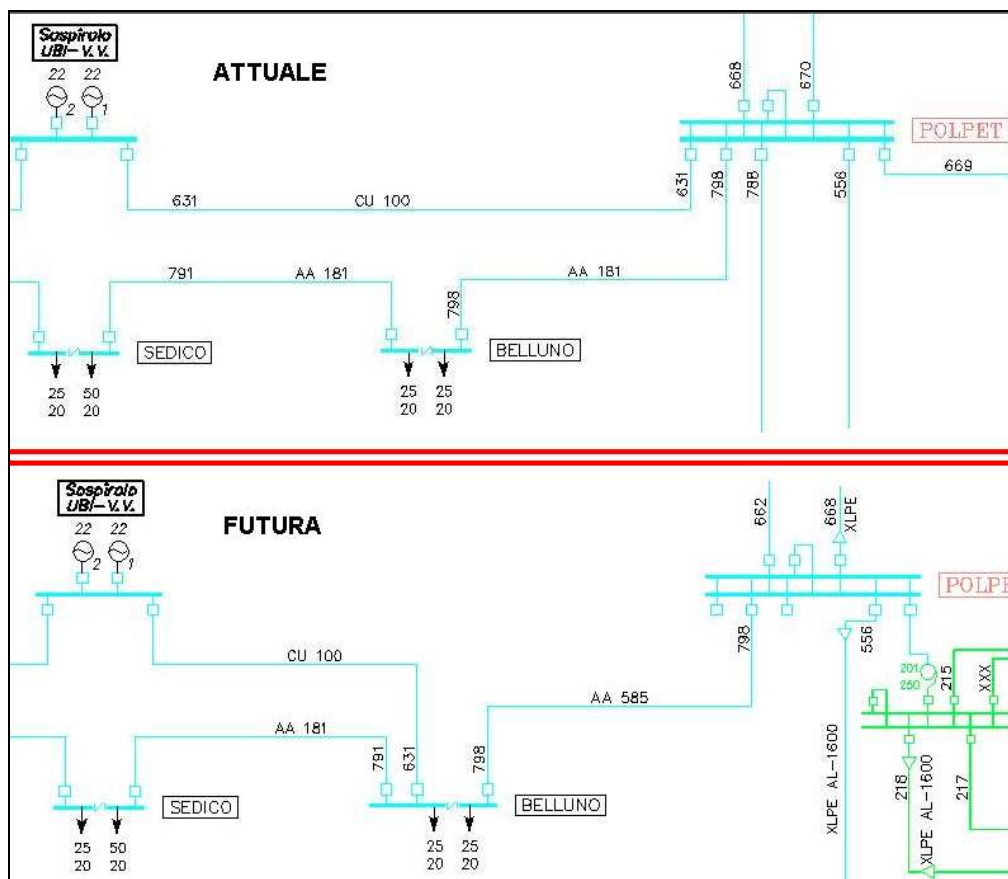 Sospirolo
UBI-V.V.
22 22
2 1
ATTUALE
668
670
POLPET
631
798
788
556
669
631 CU 100
791 AA 181
798
AA 181
SEDICO
BELLUNO
25 50
20 20
25 25
20 20
Sospirolo
UBI-V.V.
22 22
2 1
FUTURA
662
668
XLPE
POLPE
798
556
CU 100
AA 585
AA 181
791
631
798
201
250
215
XXX
SEDICO
BELLUNO
25 50
20 20
25 25
20 20
XLPE AL-1600
218
XLPE AL-1600
217